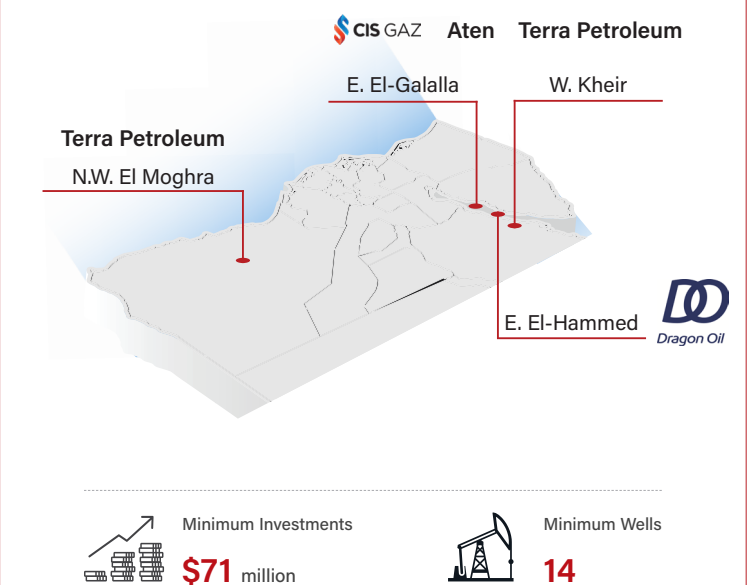 CIS GAZ Aten Terra Petroleum
E. El-Galalla W. Kheir
Terra Petroleum
N.W. El Moghra
E. El-Hammed
DO
Dragon Oil
Minimum Investments
$71 million
Minimum Wells
14